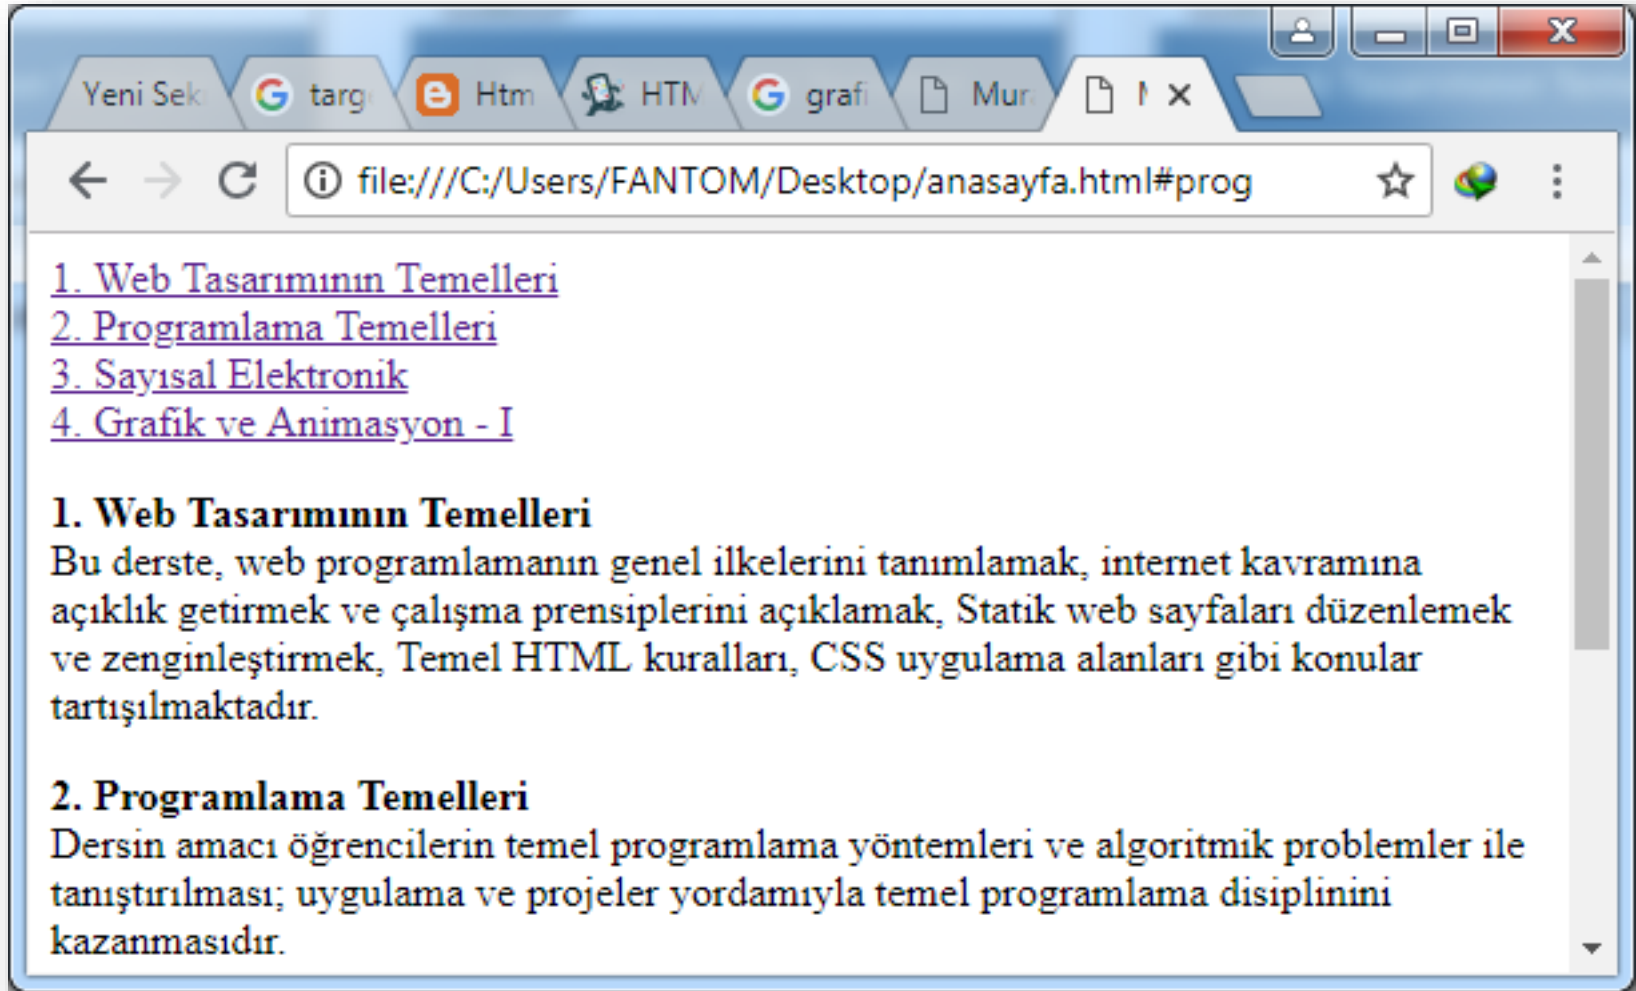 Yeni Sek
targ
Htm
HTM
grafi
Mur
file:///C:/Users/FANTOM/Desktop/anasayfa.html#prog
1. Web Tasarımının Temelleri
2. Programlama Temelleri
3. Sayısal Elektronik
4. Grafik ve Animasyon - I
1. Web Tasarımının Temelleri
Bu derste, web programlamanın genel ilkelerini tanımlamak, internet kavramına
açıklık getirmek ve çalışma prensiplerini açıklamak, Statik web sayfaları düzenlemek
ve zenginleştirmek, Temel HTML kuralları, CSS uygulama alanları gibi konular
tartışılmaktadır.
2. Programlama Temelleri
Dersin amacı öğrencilerin temel programlama yöntemleri ve algoritmik problemler ile
tanıştırılması; uygulama ve projeler yordamıyla temel programlama disiplinini
kazanmasıdır.